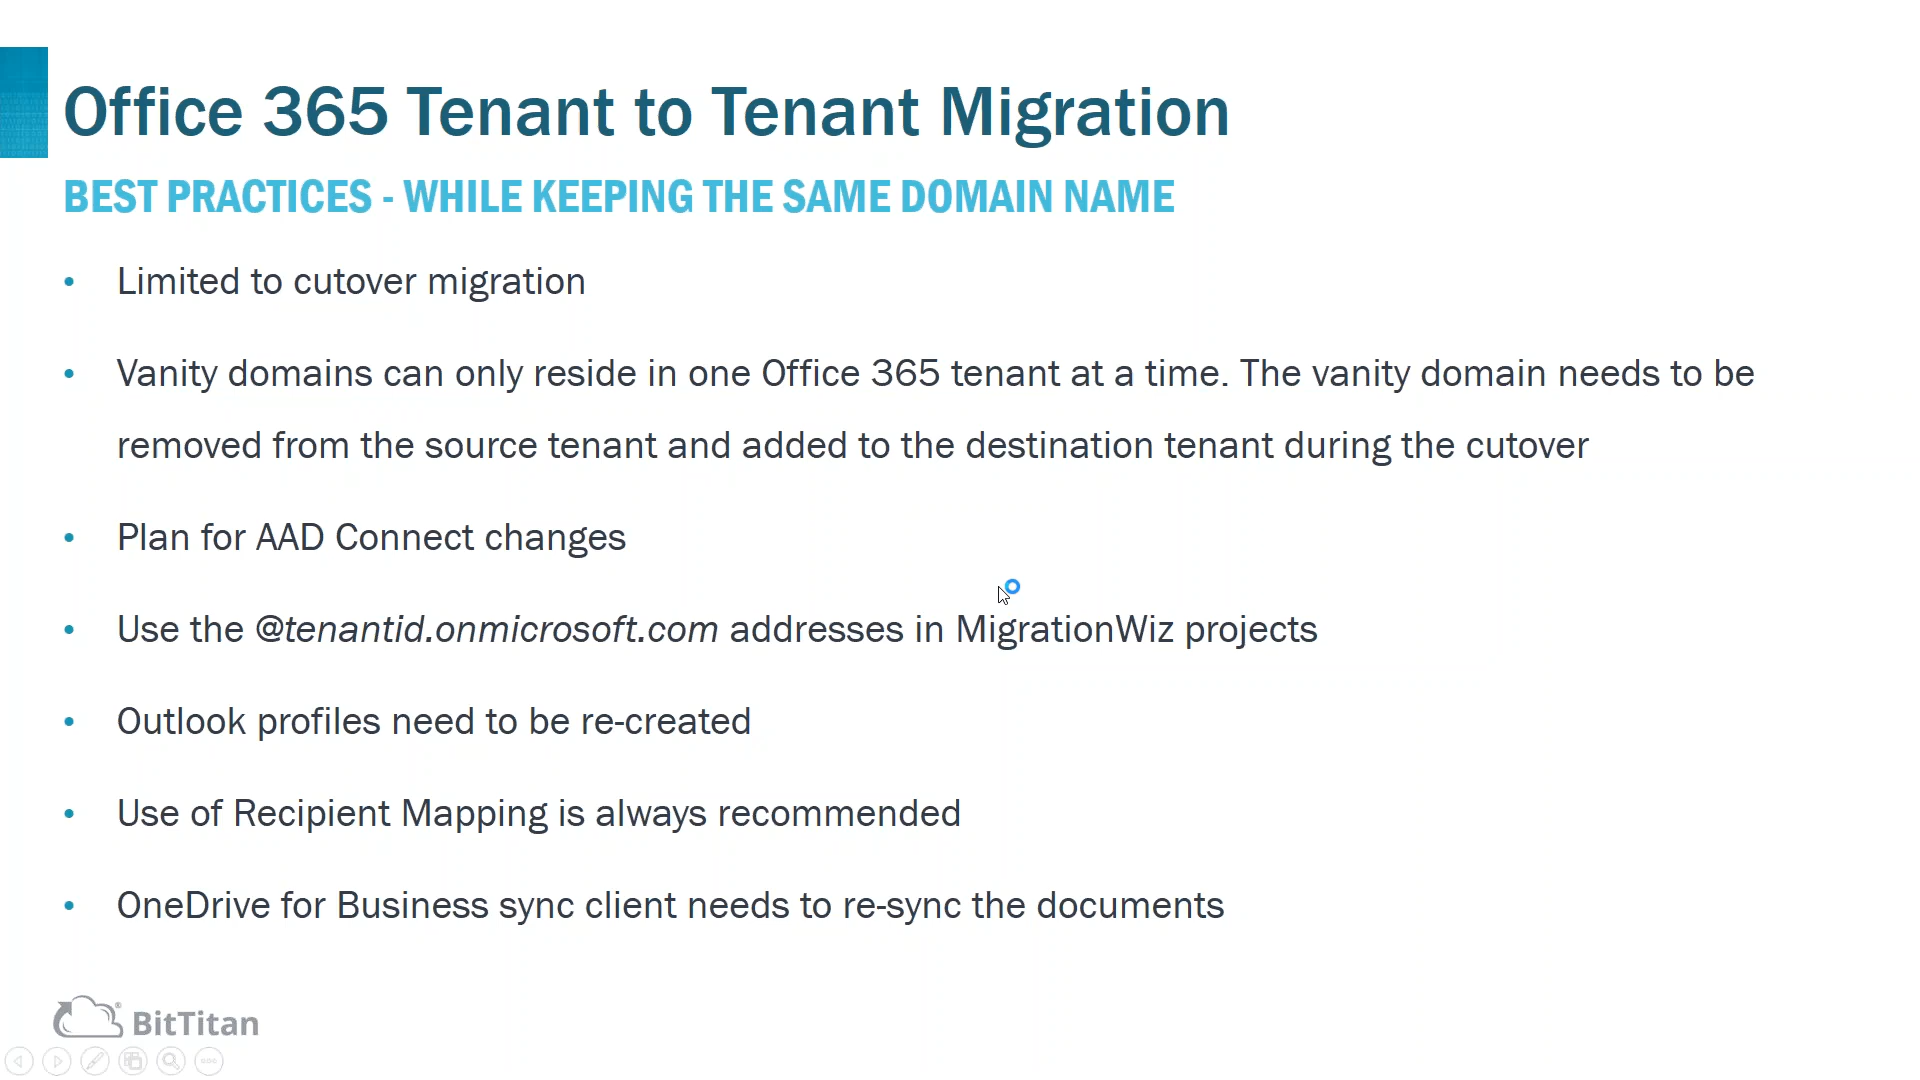 Office 365 Tenant to Tenant Migration
BEST PRACTICES - WHILE KEEPING THE SAME DOMAIN NAME
• Limited to cutover migration
• Vanity domains can only reside in one Office 365 tenant at a time. The vanity domain needs to be
removed from the source tenant and added to the destination tenant during the cutover
• Plan for AAD Connect changes
• Use the @tenantid.onmicrosoft.com addresses in MigrationWiz projects
• Outlook profiles need to be re-created
• Use of Recipient Mapping is always recommended
• OneDrive for Business sync client needs to re-sync the documents
® BitTitan